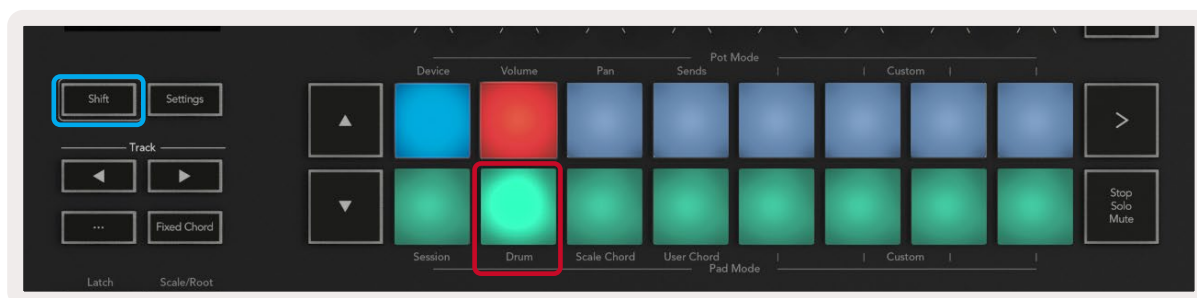 Pot Mode
Device Volume Pan Sends Custom
Shift Settings
Track
Stop
Solo
Mute
... Fixed Chord
Session Drum Scale Chord User Chord Custom
Pad Mode
Latch Scale/Root